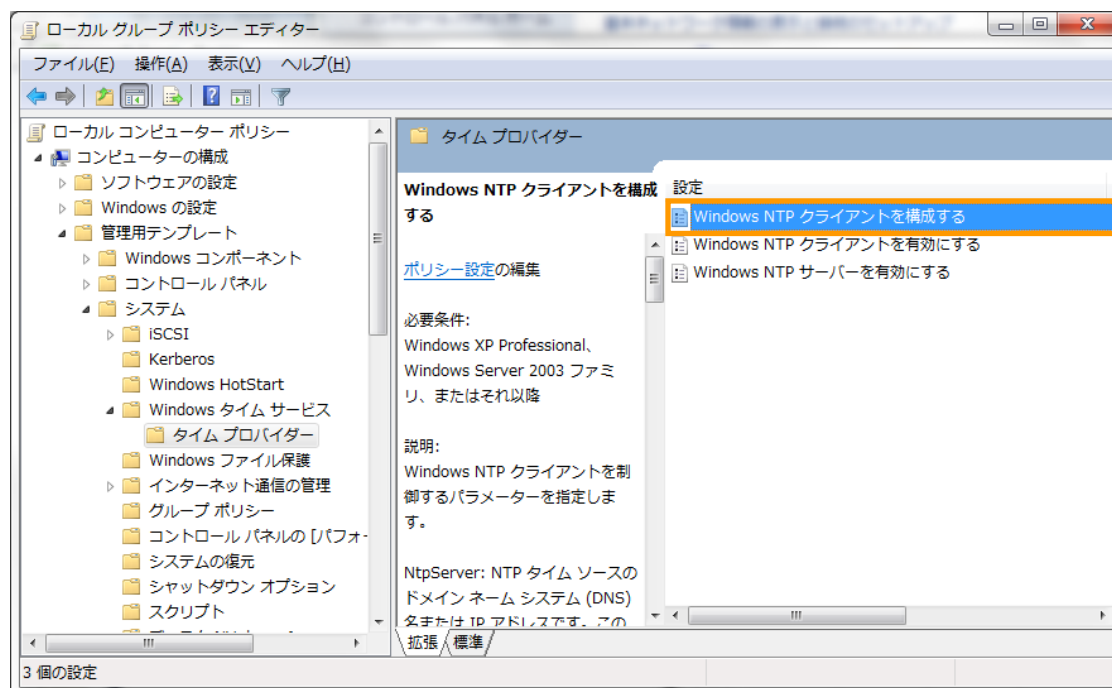 ローカル グループ ポリシー エディター
ファイル(F) 操作(A) 表示(V) ヘルプ(H)
ローカル コンピューター ポリシー
コンピューターの構成
ソフトウェアの設定
Windows の設定
管理用テンプレート
Windows コンポーネント
コントロール パネル
システム
iSCSI
Kerberos
Windows HotStart
Windows タイム サービス
タイム プロバイダー
Windows ファイル保護
インターネット通信の管理
グループ ポリシー
コントロール パネルの [パフォー
システムの復元
シャットダウン オプション
スクリプト
タイム プロバイダー
Windows NTP クライアントを構成
する
ポリシー設定の編集
必要条件:
Windows XP Professional、
Windows Server 2003 ファミ
リ、またはそれ以降
説明:
Windows NTP クライアントを制
御するパラメーターを指定しま
す。
NtpServer: NTP タイム ソースの
ドメイン ネーム システム (DNS)
名または IP アドレスです。この
設定
Windows NTP クライアントを構成する
Windows NTP クライアントを有効にする
Windows NTP サーバーを有効にする
拡張 標準
3 個の設定